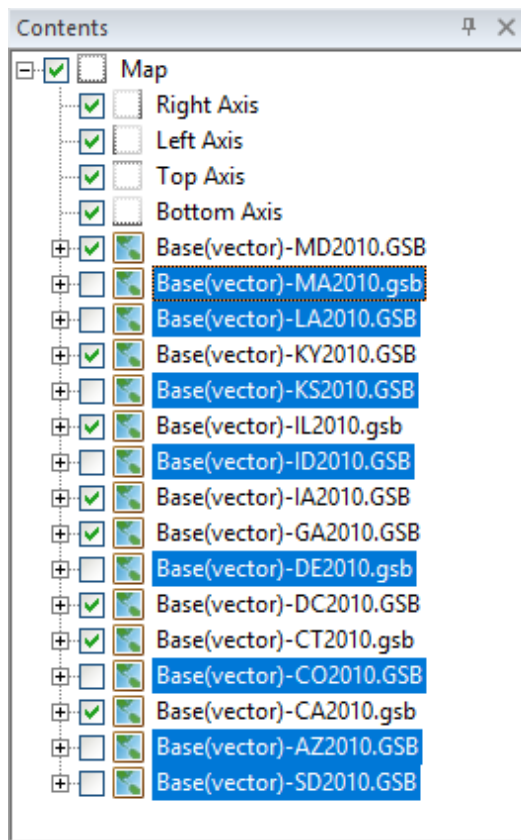 Contents
Map
Right Axis
Left Axis
Top Axis
Bottom Axis
Base(vector)-MD2010.GSB
Base(vector)-MA2010.gsb
Base(vector)-LA2010.GSB
Base(vector)-KY2010.GSB
Base(vector)-KS2010.GSB
Base(vector)-IL2010.gsb
Base(vector)-ID2010.GSB
Base(vector)-IA2010.GSB
Base(vector)-GA2010.GSB
Base(vector)-DE2010.gsb
Base(vector)-DC2010.GSB
Base(vector)-CT2010.gsb
Base(vector)-CO2010.GSB
Base(vector)-CA2010.gsb
Base(vector)-AZ2010.GSB
Base(vector)-SD2010.GSB